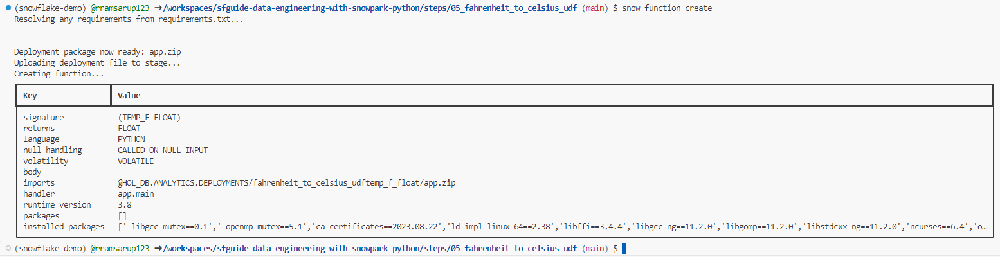 (snowflake-demo) @rramsarup123 ➜/workspaces/sfguide-data-engineering-with-snowpark-python/steps/05_fahrenheit_to_celsius_udf (main) $ snow function create
Resolving any requirements from requirements.txt...
Deployment package now ready: app.zip
Uploading deployment file to stage...
Creating function...
Key Value
signature (TEMP_F FLOAT)
returns FLOAT
language PYTHON
null handling CALLED ON NULL INPUT
volatility VOLATILE
body
imports @HOL_DB.ANALYTICS.DEPLOYMENTS/fahrenheit_to_celsius_udftemp_f_float/app.zip
handler app.main
runtime_version 3.8
packages []
installed_packages ['_libgcc_mutex==0.1','_openmp_mutex==5.1','ca-certificates==2023.08.22','ld_impl_linux-64==2.38','libffi==3.4.4','libgcc-ng==11.2.0','libgomp==11.2.0','libstdcxx-ng==11.2.0','ncurses==6.4','o…
(snowflake-demo) @rramsarup123 ➜/workspaces/sfguide-data-engineering-with-snowpark-python/steps/05_fahrenheit_to_celsius_udf (main) $